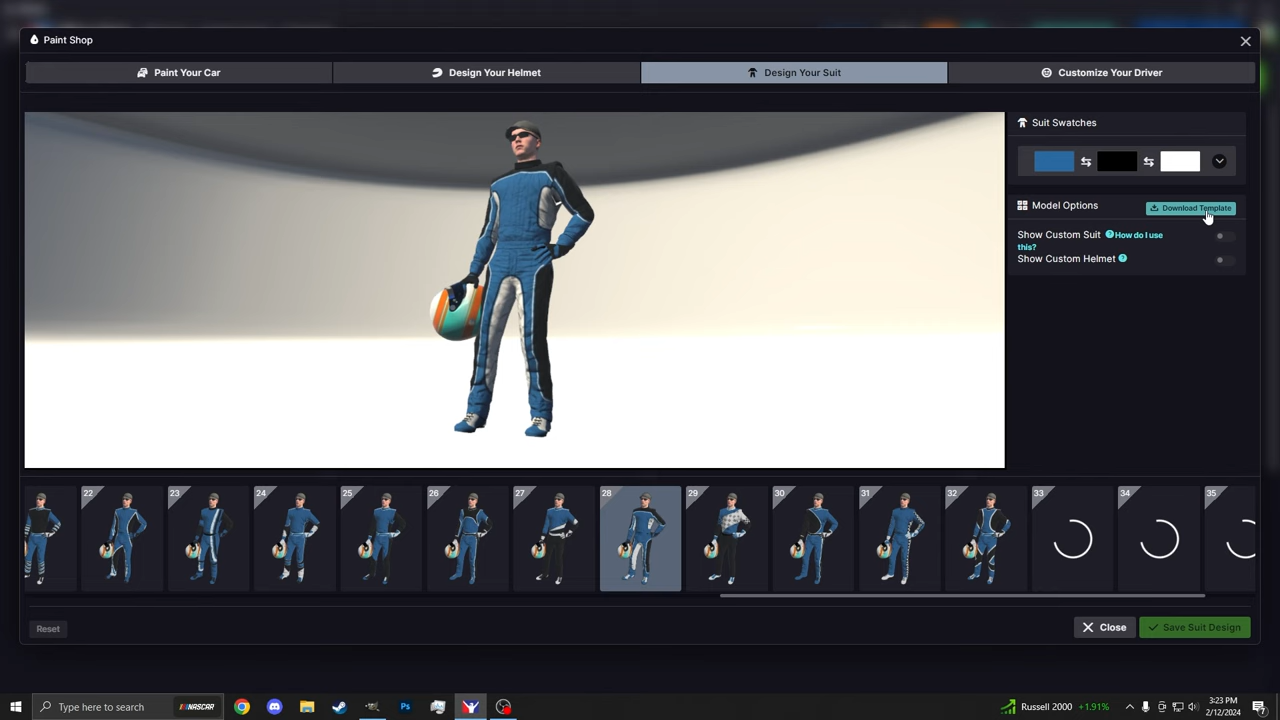 Paint Shop
Paint Your Car
Design Your Helmet
Design Your Suit
Customize Your Driver
Suit Swatches
Model Options
Download Template
Show Custom Suit ?How do I use
this?
Show Custom Helmet ?
22
23
24
25
26
27
28
29
30
31
32
33
34
35
Reset
Close
Save Suit Design
Type here to search
NASCAR
Ps
Russell 2000 +1.91%
3:23 PM
2/12/2024